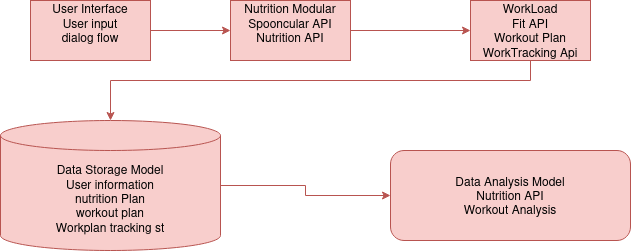 User Interface
User input
dialog flow
Nutrition Modular
Spooncular API
Nutrition API
WorkLoad
Fit API
Workout Plan
WorkTracking Api
Data Storage Model
User information
nutrition Plan
workout plan
Workplan tracking st
Data Analysis Model
Nutrition API
Workout Analysis